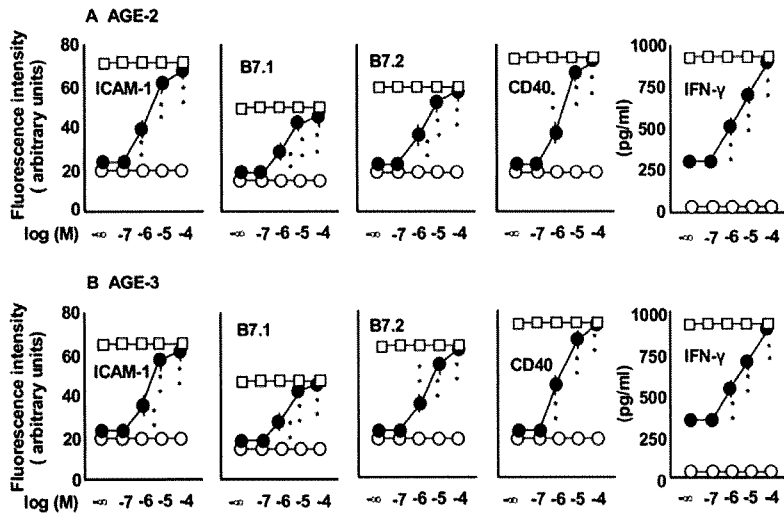 A AGE-2
Fluorescence intensity
( arbitrary units)
80
60
40
20
0
ICAM-1
B7.1
B7.2
CD40
IFN-γ
(pg/ml)
1000
750
500
250
0
log (M) -∞ -7 -6 -5 -4 -∞ -7 -6 -5 -4 -∞ -7 -6 -5 -4 -∞ -7 -6 -5 -4 -∞ -7 -6 -5 -4
B AGE-3
Fluorescence intensity
( arbitrary units)
80
60
40
20
0
ICAM-1
B7.1
B7.2
CD40
IFN-γ
(pg/ml)
1000
750
500
250
0
log (M) -∞ -7 -6 -5 -4 -∞ -7 -6 -5 -4 -∞ -7 -6 -5 -4 -∞ -7 -6 -5 -4 -∞ -7 -6 -5 -4